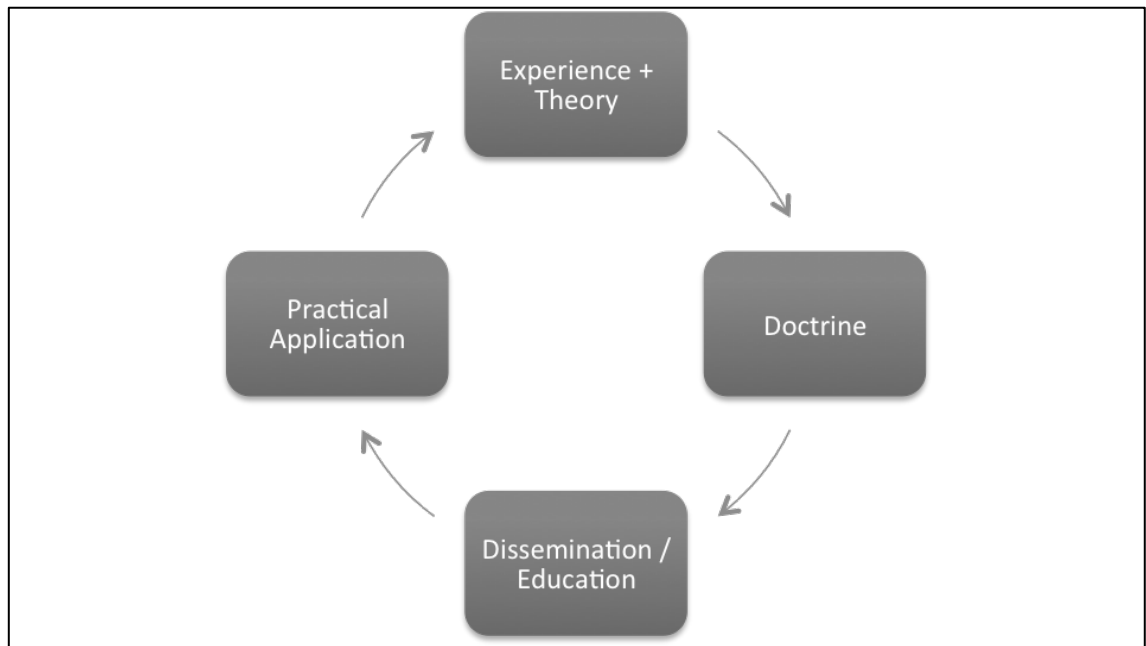 Experience +
Theory
Doctrine
Dissemination /
Education
Practical
Application